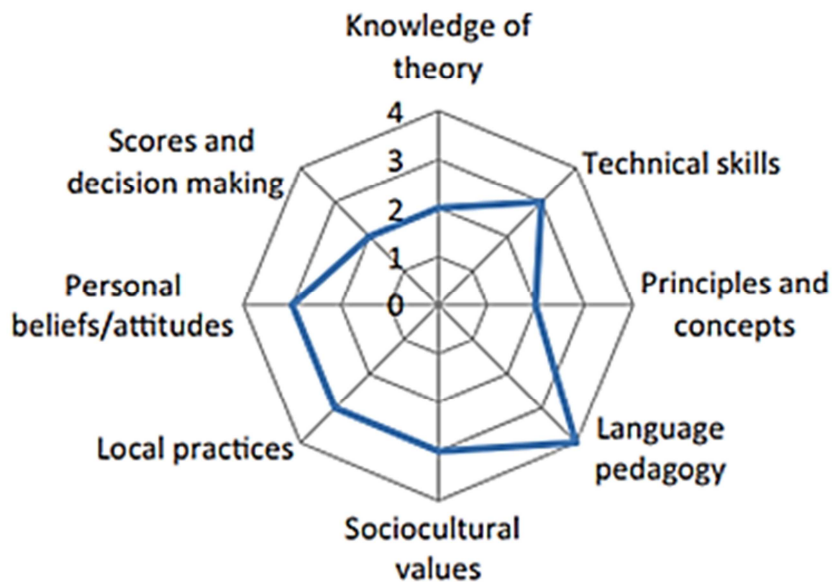 Knowledge of
theory
4
3
2
1
0
Technical skills
Principles and
concepts
Language
pedagogy
Sociocultural
values
Local practices
Personal
beliefs/attitudes
Scores and
decision making